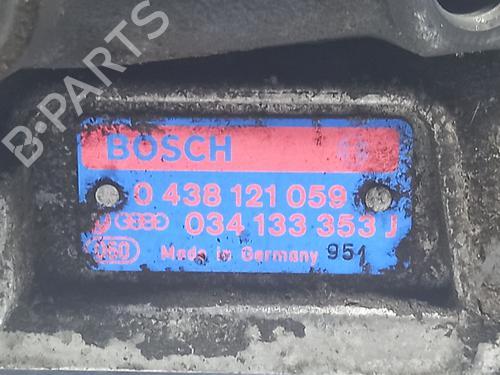 B-PARTS
BOSCH
0 438 121 059
034 133 353 J
Made in Germany 951